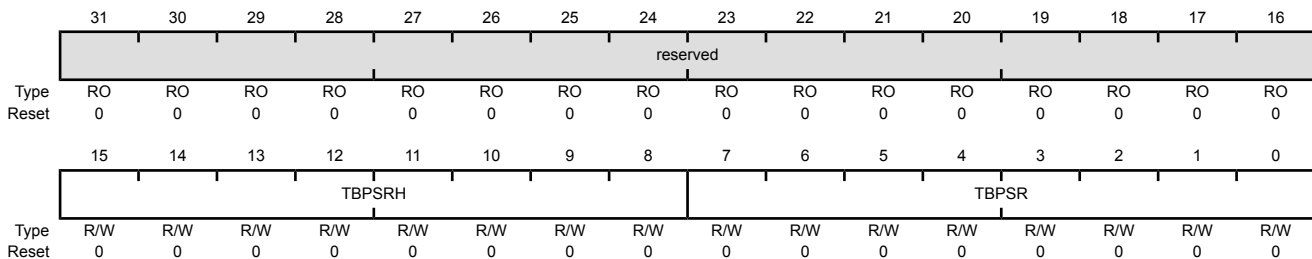 31 30 29 28 27 26 25 24 23 22 21 20 19 18 17 16
reserved
Type RO RO RO RO RO RO RO RO RO RO RO RO RO RO RO RO
Reset 0 0 0 0 0 0 0 0 0 0 0 0 0 0 0 0
15 14 13 12 11 10 9 8 7 6 5 4 3 2 1 0
TBPSRH TBPSR
Type R/W R/W R/W R/W R/W R/W R/W R/W R/W R/W R/W R/W R/W R/W R/W R/W
Reset 0 0 0 0 0 0 0 0 0 0 0 0 0 0 0 0